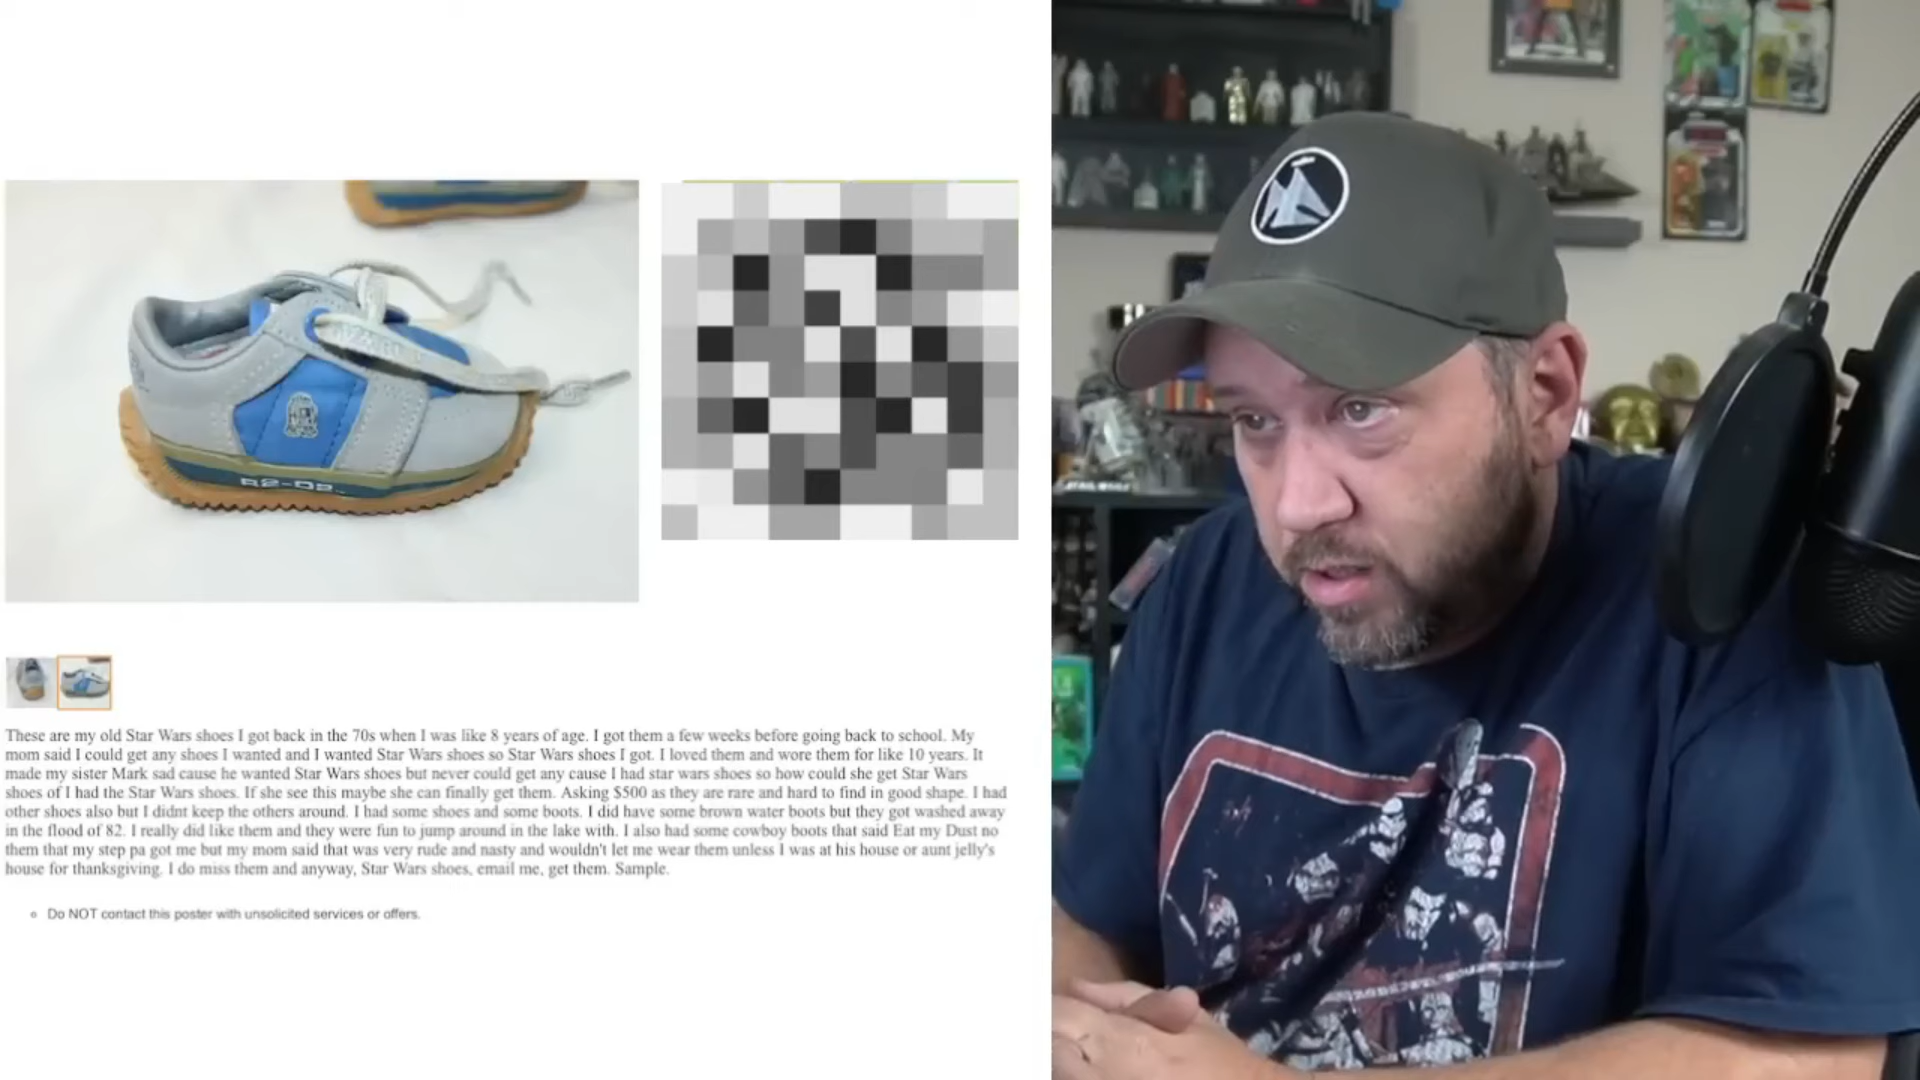 R2-D2
These are my old Star Wars shoes I got back in the 70s when I was like 8 years of age. I got them a few weeks before going back to school. My
mom said I could get any shoes I wanted and I wanted Star Wars shoes so Star Wars shoes I got. I loved them and wore them for like 10 years. It
made my sister Mark sad cause he wanted Star Wars shoes but never could get any cause I had star wars shoes so how could she get Star Wars
shoes of I had the Star Wars shoes. If she see this maybe she can finally get them. Asking $500 as they are rare and hard to find in good shape. I had
other shoes also but I didnt keep the others around. I had some shoes and some boots. I did have some brown water boots but they got washed away
in the flood of 82. I really did like them and they were fun to jump around in the lake with. I also had some cowboy boots that said Eat my Dust no
them that my step pa got me but my mom said that was very rude and nasty and wouldn't let me wear them unless I was at his house or aunt jelly's
house for thanksgiving. I do miss them and anyway, Star Wars shoes, email me, get them. Sample.
Do NOT contact this poster with unsolicited services or offers.
STAR WARS